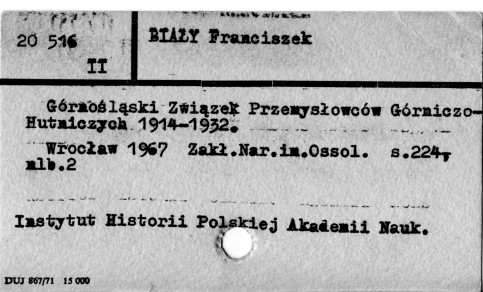 20 516
II
BIAŁY Franciszek
Górnośląski Związek Przemysłowców Górniczo-
Hutniczych 1914-1932.
Wrocław 1967 Zakł.Nar.im.Ossol. s.224,
nlb.2
Instytut Historii Polskiej Akademii Nauk.
DUJ 867/71 15 000